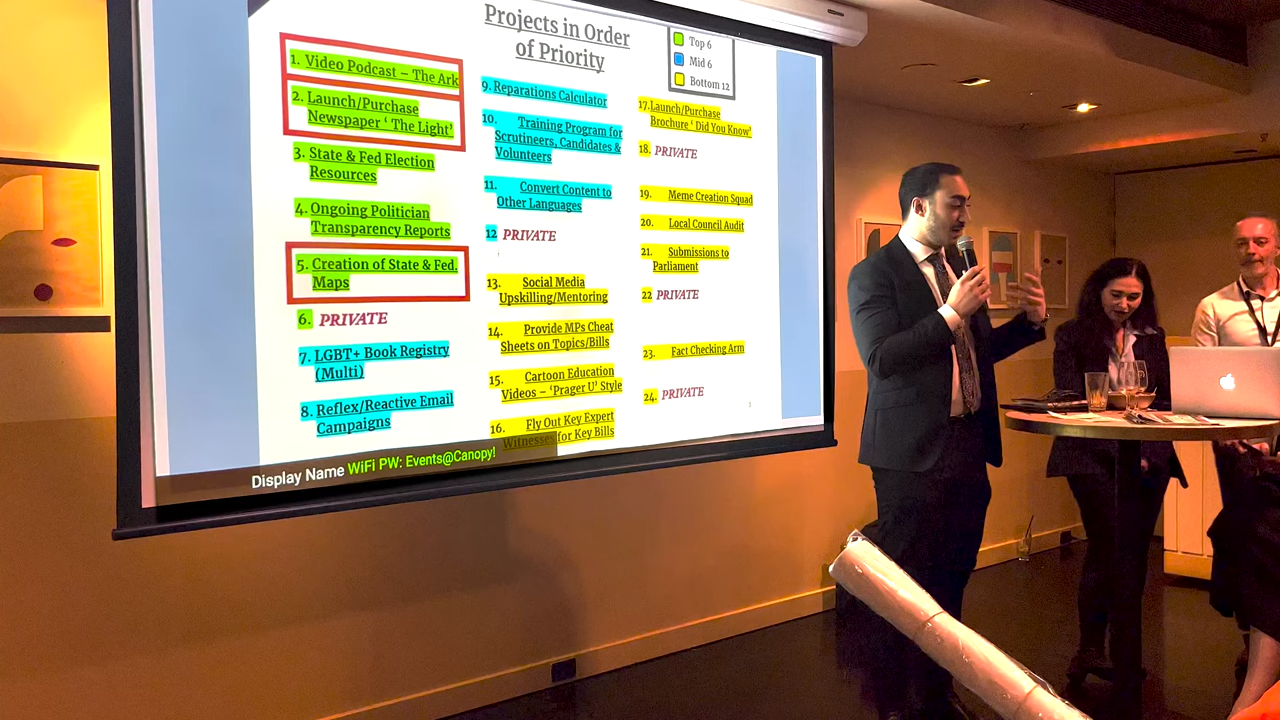 Projects in Order
of Priority
Top 6
Mid 6
Bottom 12
1. Video Podcast – The Ark
2. Launch/Purchase
Newspaper ‘ The Light’
3. State & Fed Election
Resources
4. Ongoing Politician
Transparency Reports
5. Creation of State & Fed.
Maps
6. PRIVATE
7. LGBT+ Book Registry
(Multi)
8. Reflex/Reactive Email
Campaigns
9. Reparations Calculator
10. Training Program for
Scrutineers, Candidates &
Volunteers
11. Convert Content to
Other Languages
12 PRIVATE
13. Social Media
Upskilling/Mentoring
14. Provide MPs Cheat
Sheets on Topics/Bills
15. Cartoon Education
Videos – ‘Prager U’ Style
16. Fly Out Key Expert
Witnesses for Key Bills
17.Launch/Purchase
Brochure ‘ Did You Know’
18. PRIVATE
19. Meme Creation Squad
20. Local Council Audit
21. Submissions to
Parliament
22 PRIVATE
23. Fact Checking Arm
24. PRIVATE
3
Display Name WiFi PW: Events@Canopy!